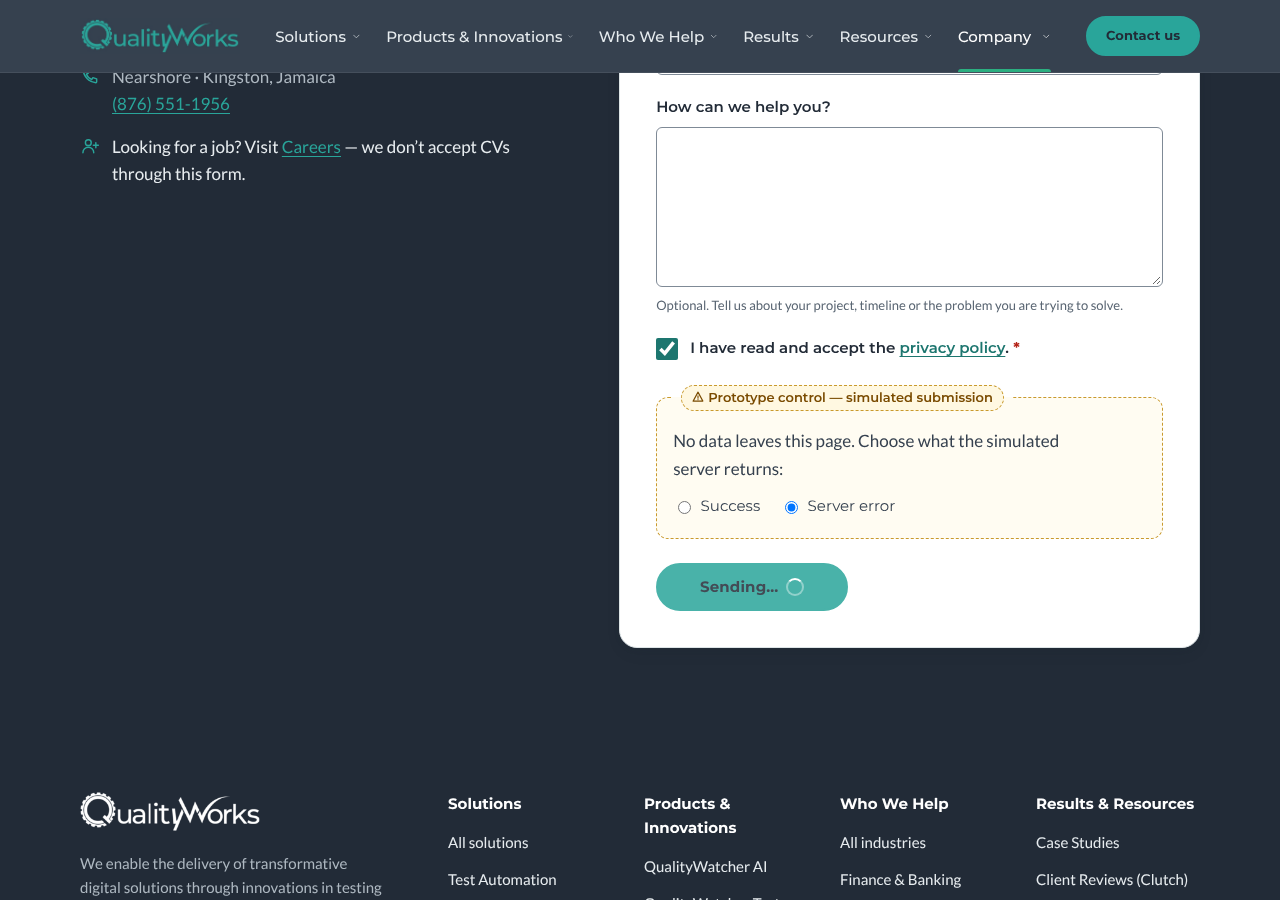 QualityWorks
Solutions
Products & Innovations
Who We Help
Results
Resources
Company
Contact us
Nearshore · Kingston, Jamaica
(876) 551-1956
Looking for a job? Visit Careers — we don’t accept CVs
through this form.
How can we help you?
Optional. Tell us about your project, timeline or the problem you are trying to solve.
I have read and accept the privacy policy. *
⚠ Prototype control — simulated submission
No data leaves this page. Choose what the simulated
server returns:
Success
Server error
Sending…
QualityWorks
We enable the delivery of transformative
digital solutions through innovations in testing
Solutions
All solutions
Test Automation
Products &
Innovations
QualityWatcher AI
Who We Help
All industries
Finance & Banking
Results & Resources
Case Studies
Client Reviews (Clutch)